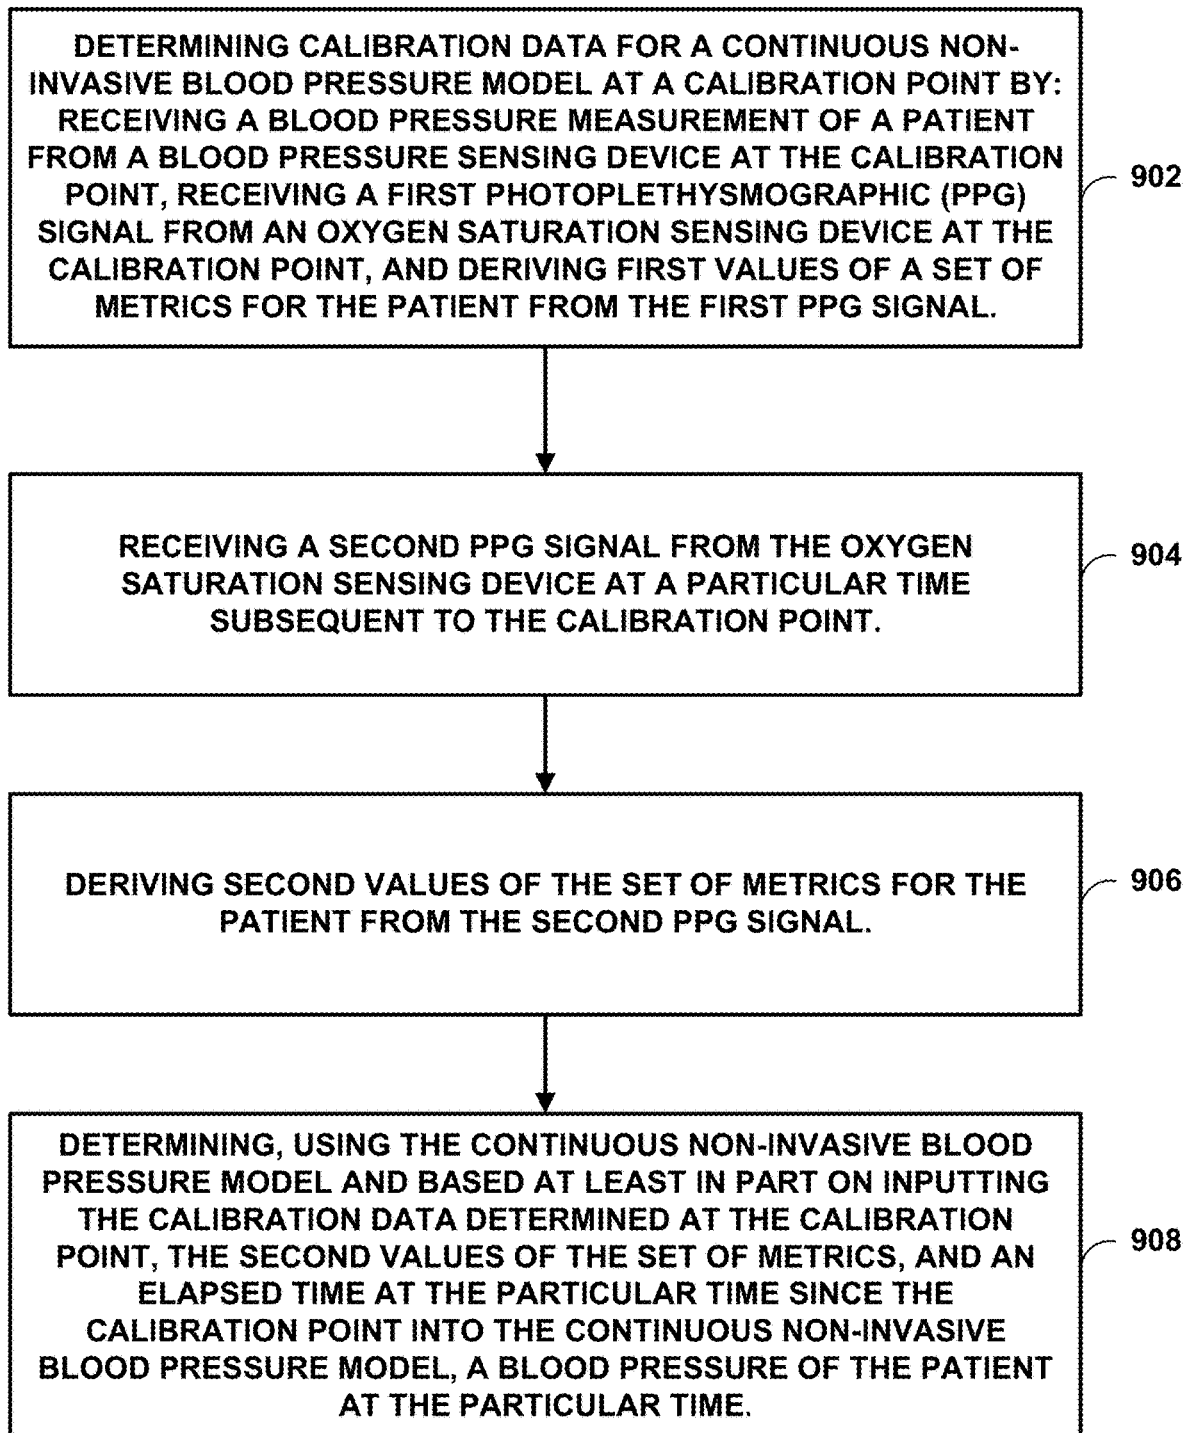 DETERMINING CALIBRATION DATA FOR A CONTINUOUS NON-
INVASIVE BLOOD PRESSURE MODEL AT A CALIBRATION POINT BY:
RECEIVING A BLOOD PRESSURE MEASUREMENT OF A PATIENT
FROM A BLOOD PRESSURE SENSING DEVICE AT THE CALIBRATION
POINT, RECEIVING A FIRST PHOTOPLETHYSMOGRAPHIC (PPG)
SIGNAL FROM AN OXYGEN SATURATION SENSING DEVICE AT THE
CALIBRATION POINT, AND DERIVING FIRST VALUES OF A SET OF
METRICS FOR THE PATIENT FROM THE FIRST PPG SIGNAL.
902
RECEIVING A SECOND PPG SIGNAL FROM THE OXYGEN
SATURATION SENSING DEVICE AT A PARTICULAR TIME
SUBSEQUENT TO THE CALIBRATION POINT.
904
DERIVING SECOND VALUES OF THE SET OF METRICS FOR THE
PATIENT FROM THE SECOND PPG SIGNAL.
906
DETERMINING, USING THE CONTINUOUS NON-INVASIVE BLOOD
PRESSURE MODEL AND BASED AT LEAST IN PART ON INPUTTING
THE CALIBRATION DATA DETERMINED AT THE CALIBRATION
POINT, THE SECOND VALUES OF THE SET OF METRICS, AND AN
ELAPSED TIME AT THE PARTICULAR TIME SINCE THE
CALIBRATION POINT INTO THE CONTINUOUS NON-INVASIVE
BLOOD PRESSURE MODEL, A BLOOD PRESSURE OF THE PATIENT
AT THE PARTICULAR TIME.
908